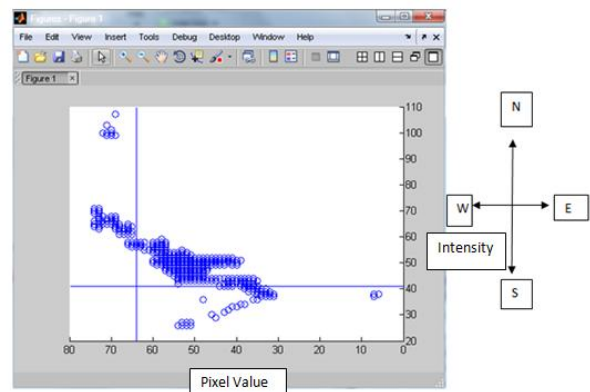 Figures - Figure 1
File Edit View Insert Tools Debug Desktop Window Help
Figure 1 ×
110
100
90
80
70
60
50
40
30
20
80 70 60 50 40 30 20 10 0
Pixel Value
Intensity
N
W
E
S